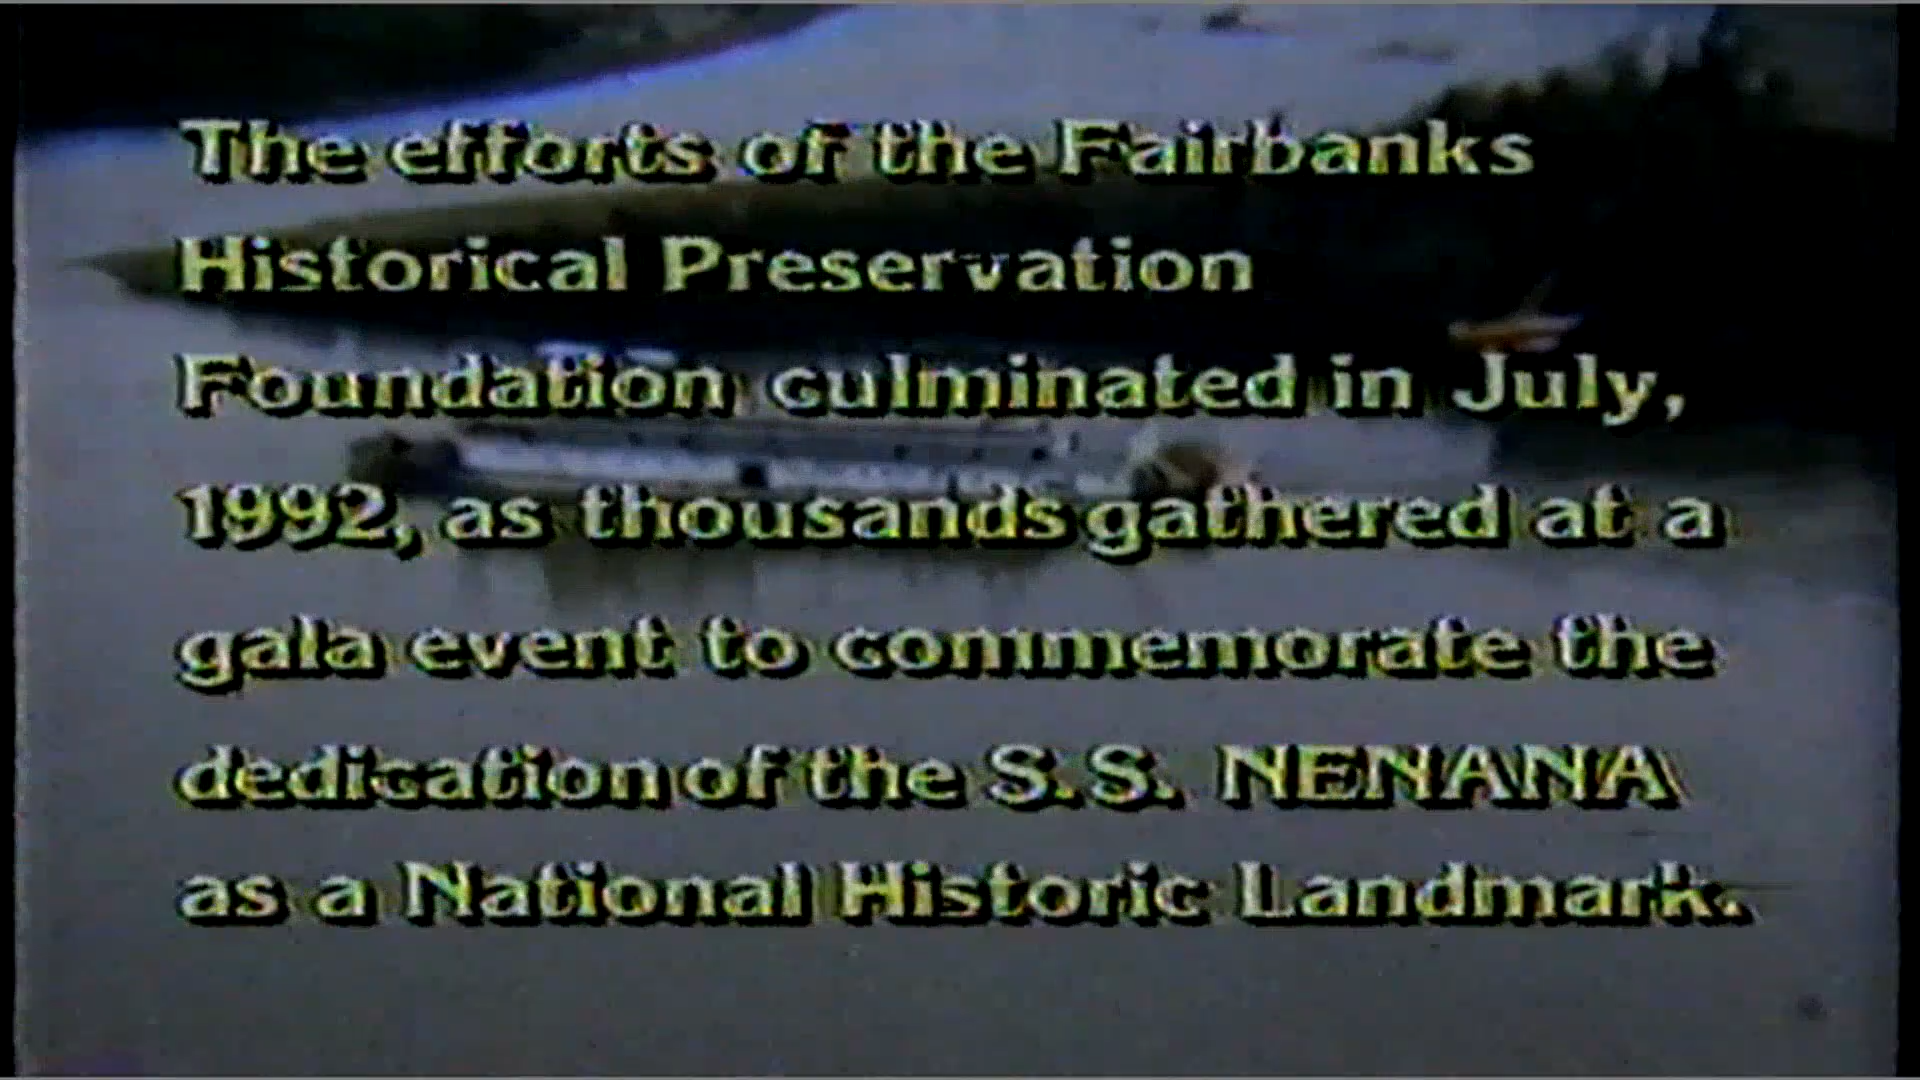 The efforts of the Fairbanks
Historical Preservation
Foundation culminated in July,
1992, as thousands gathered at a
gala event to commemorate the
dedication of the S.S. NENANA
as a National Historic Landmark.